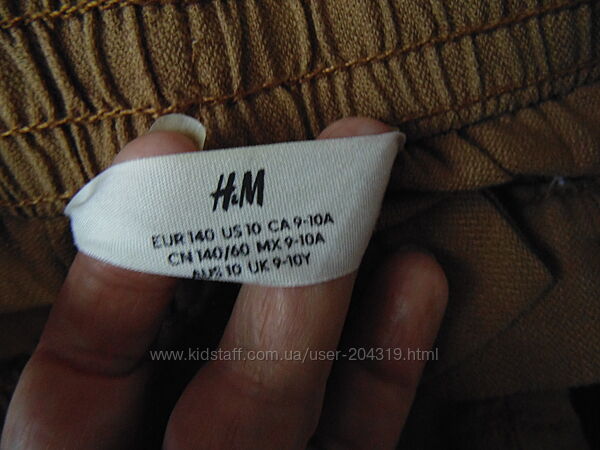 H&M
EUR 140 US 10 CA 9-10A
CN 140/60 MX 9-10A
AUS 10 UK 9-10Y
www.kidstaff.com.ua/user-204319.html